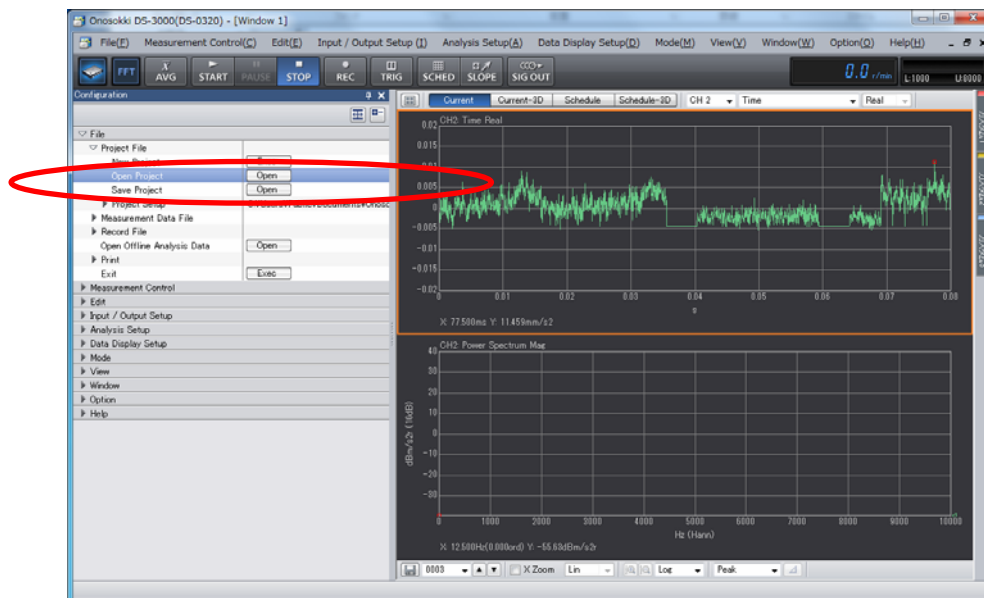 Onosokki DS-3000(DS-0320) - [Window 1]
File(F) Measurement Control(C) Edit(E) Input / Output Setup (I) Analysis Setup(A) Data Display Setup(D) Mode(M) View(V) Window(W) Option(O) Help(H)
FFT AVG START PAUSE STOP REC TRIG SCHED SLOPE SIG OUT 0.0 r/min L:1000 U:0000
Configuration
Current Current-3D Schedule Schedule-3D CH 2 Time Real
File
Project File
Open Project Open
Save Project Open
Project Setup
Measurement Data File
Record File
Open Offline Analysis Data Open
Print
Exit Exec
Measurement Control
Edit
Input / Output Setup
Analysis Setup
Data Display Setup
Mode
View
Window
Option
Help
CH2: Time Real
0.02
0.015
0.01
0.005
0
-0.005
-0.01
-0.015
-0.02
0 0.01 0.02 0.03 0.04 0.05 0.06 0.07 0.08
X: 77.500ms Y: 11.459mm/s2
CH2: Power Spectrum Mag
40
30
20
10
0
-10
-20
-30
dBm/s2r (16dB)
0 1000 2000 3000 4000 5000 6000 7000 8000 9000 10000
Hz (Hann)
X: 12.500Hz(0.000ord) Y: -55.63dBm/s2r
0003 X Zoom Lin Log Peak